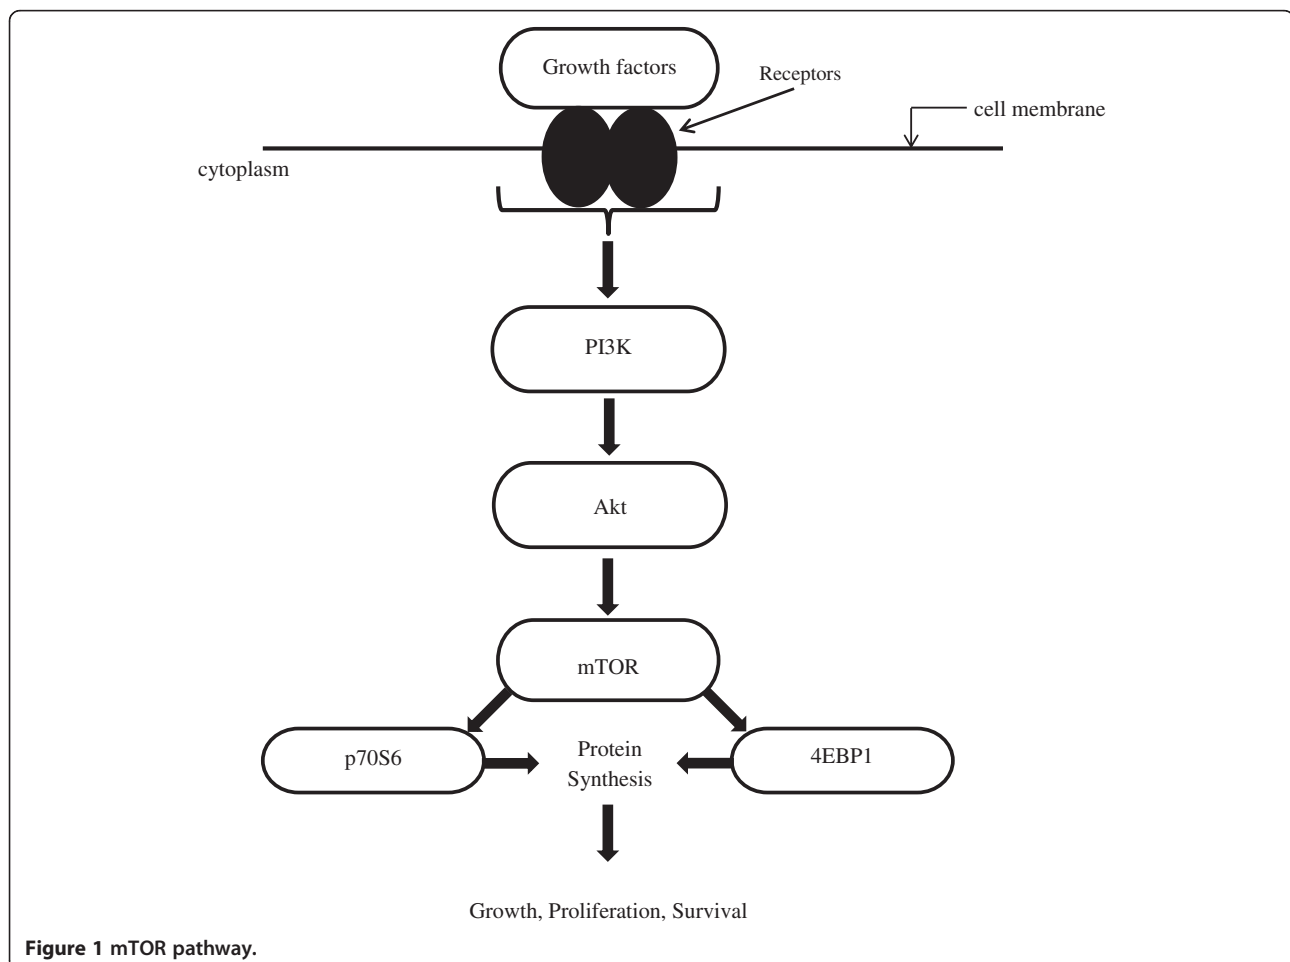 Growth factors
Receptors
cell membrane
cytoplasm
PI3K
Akt
mTOR
p70S6
Protein
Synthesis
4EBP1
Growth, Proliferation, Survival
Figure 1 mTOR pathway.